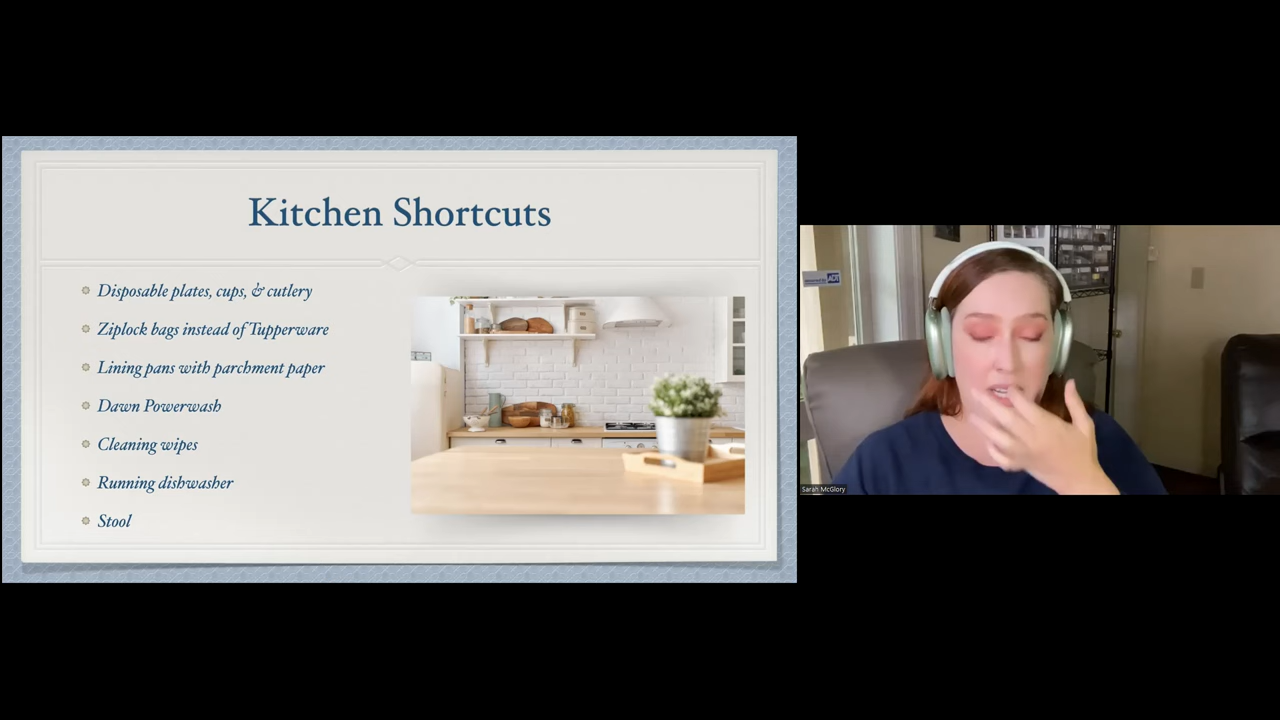 Kitchen Shortcuts
Disposable plates, cups, & cutlery
Ziplock bags instead of Tupperware
Lining pans with parchment paper
Dawn Powerwash
Cleaning wipes
Running dishwasher
Stool
ADT
Sarah McGlory